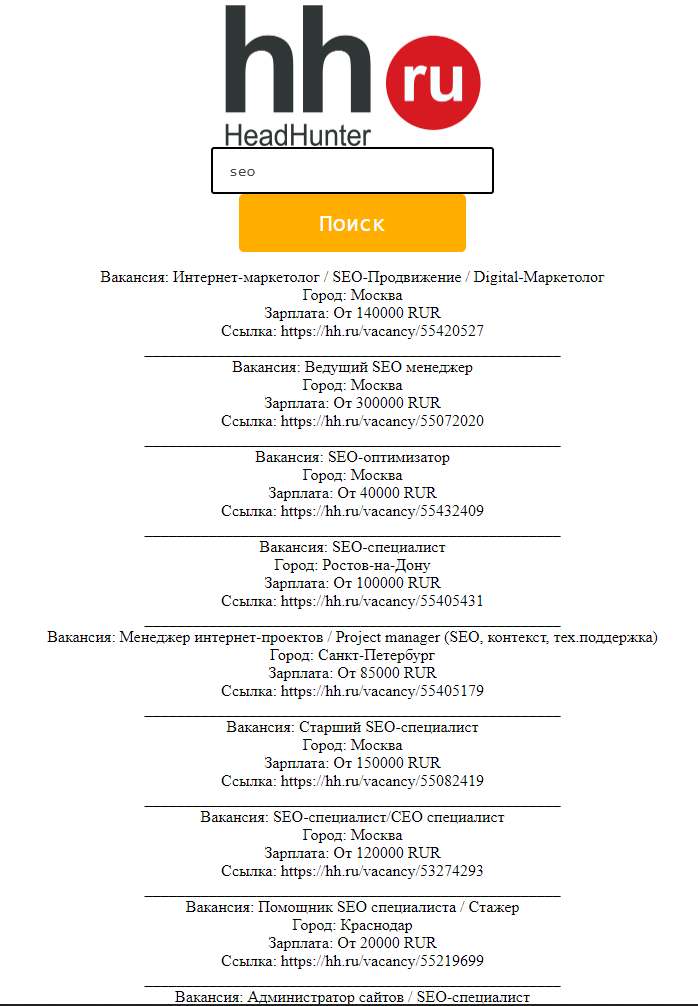 hh ru
HeadHunter
seo
Поиск
Вакансия: Интернет-маркетолог / SEO-Продвижение / Digital-Маркетолог
Город: Москва
Зарплата: От 140000 RUR
Ссылка: https://hh.ru/vacancy/55420527
Вакансия: Ведущий SEO менеджер
Город: Москва
Зарплата: От 300000 RUR
Ссылка: https://hh.ru/vacancy/55072020
Вакансия: SEO-оптимизатор
Город: Москва
Зарплата: От 40000 RUR
Ссылка: https://hh.ru/vacancy/55432409
Вакансия: SEO-специалист
Город: Ростов-на-Дону
Зарплата: От 100000 RUR
Ссылка: https://hh.ru/vacancy/55405431
Вакансия: Менеджер интернет-проектов / Project manager (SEO, контекст, тех.поддержка)
Город: Санкт-Петербург
Зарплата: От 85000 RUR
Ссылка: https://hh.ru/vacancy/55405179
Вакансия: Старший SEO-специалист
Город: Москва
Зарплата: От 150000 RUR
Ссылка: https://hh.ru/vacancy/55082419
Вакансия: SEO-специалист/СЕО специалист
Город: Москва
Зарплата: От 120000 RUR
Ссылка: https://hh.ru/vacancy/53274293
Вакансия: Помощник SEO специалиста / Стажер
Город: Краснодар
Зарплата: От 20000 RUR
Ссылка: https://hh.ru/vacancy/55219699
Вакансия: Администратор сайтов / SEO-специалист